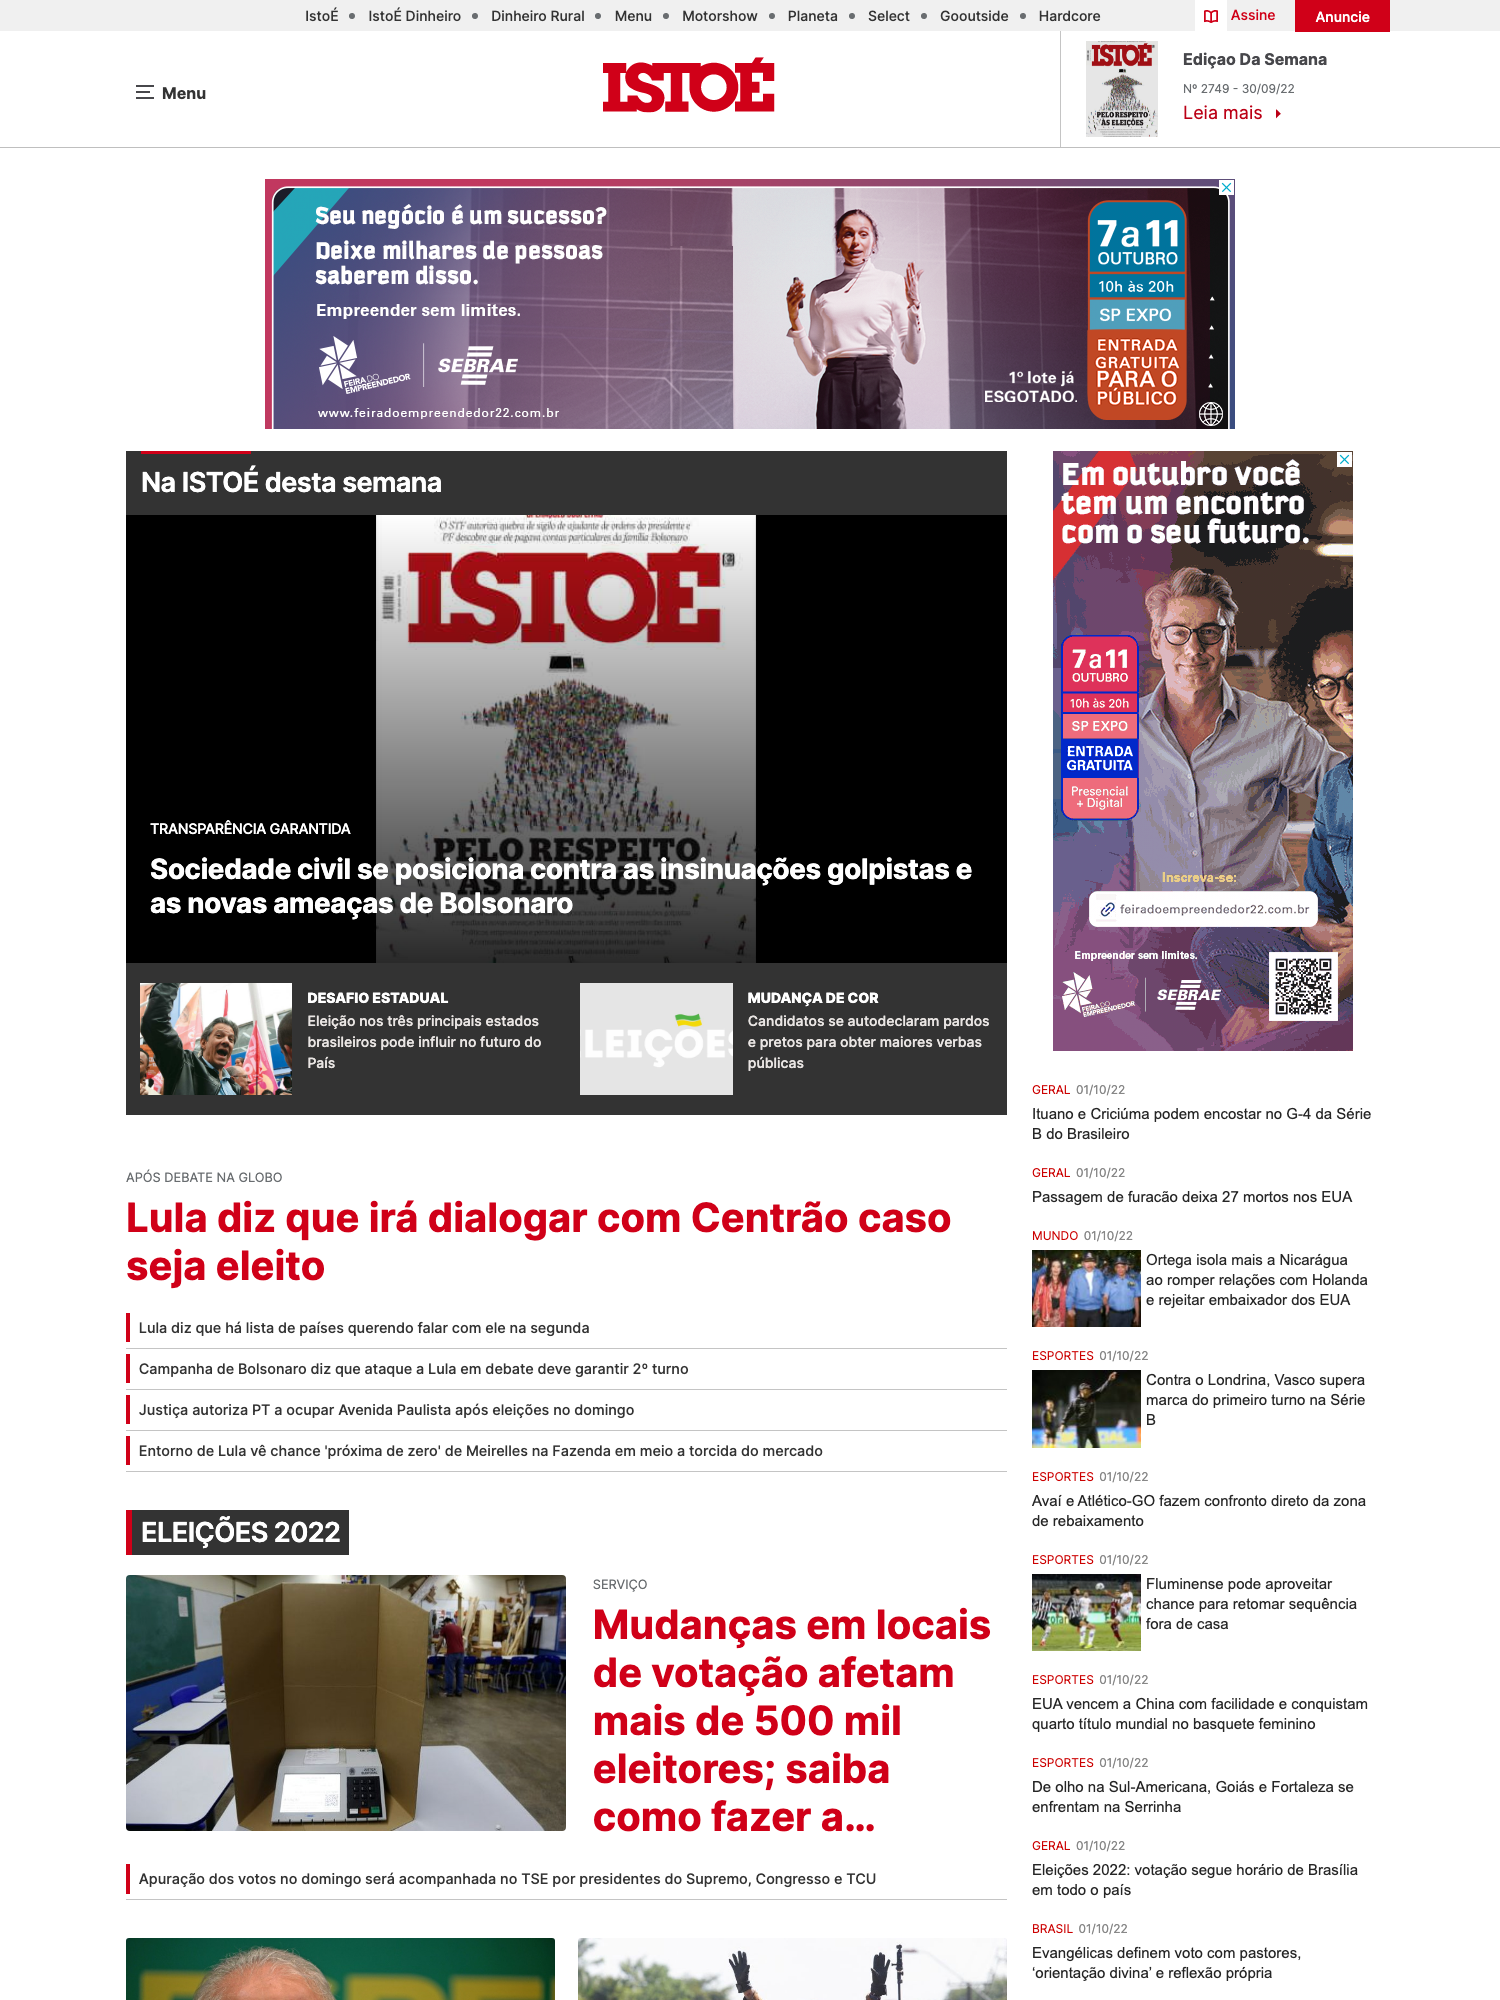 IstoÉ • IstoÉ Dinheiro • Dinheiro Rural • Menu • Motorshow • Planeta • Select • Gooutside • Hardcore
Assine
Anuncie
Menu
ISTOÉ
ISTOÉ
PELO RESPEITO
ÀS ELEIÇÕES
Ediçao Da Semana
Nº 2749 - 30/09/22
Leia mais
Seu negócio é um sucesso?
Deixe milhares de pessoas
saberem disso.
Empreender sem limites.
FEIRA DO
EMPREENDEDOR
SEBRAE
www.feiradoempreendedor22.com.br
1º lote já
ESGOTADO.
7 a 11
OUTUBRO
10h às 20h
SP EXPO
ENTRADA
GRATUITA
PARA O
PÚBLICO
Na ISTOÉ desta semana
O STF autoriza quebra de sigilo de ajudante de ordens do presidente e
PF descobre que ele pagava contas particulares da família Bolsonaro
ISTOÉ
PELO RESPEITO
ÀS ELEIÇÕES
TRANSPARÊNCIA GARANTIDA
Sociedade civil se posiciona contra as insinuações golpistas e
as novas ameaças de Bolsonaro
DESAFIO ESTADUAL
Eleição nos três principais estados
brasileiros pode influir no futuro do
País
LEIÇÕES
MUDANÇA DE COR
Candidatos se autodeclaram pardos
e pretos para obter maiores verbas
públicas
APÓS DEBATE NA GLOBO
Lula diz que irá dialogar com Centrão caso
seja eleito
Lula diz que há lista de países querendo falar com ele na segunda
Campanha de Bolsonaro diz que ataque a Lula em debate deve garantir 2º turno
Justiça autoriza PT a ocupar Avenida Paulista após eleições no domingo
Entorno de Lula vê chance 'próxima de zero' de Meirelles na Fazenda em meio a torcida do mercado
ELEIÇÕES 2022
SERVIÇO
Mudanças em locais
de votação afetam
mais de 500 mil
eleitores; saiba
como fazer a...
Apuração dos votos no domingo será acompanhada no TSE por presidentes do Supremo, Congresso e TCU
Em outubro você
tem um encontro
com o seu futuro.
7 a 11
OUTUBRO
10h às 20h
SP EXPO
ENTRADA
GRATUITA
Presencial
+ Digital
Inscreva-se:
feiradoempreendedor22.com.br
Empreender sem limites.
FEIRA DO
EMPREENDEDOR
SEBRAE
GERAL 01/10/22
Ituano e Criciúma podem encostar no G-4 da Série
B do Brasileiro
GERAL 01/10/22
Passagem de furacão deixa 27 mortos nos EUA
MUNDO 01/10/22
Ortega isola mais a Nicarágua
ao romper relações com Holanda
e rejeitar embaixador dos EUA
ESPORTES 01/10/22
Contra o Londrina, Vasco supera
marca do primeiro turno na Série
B
ESPORTES 01/10/22
Avaí e Atlético-GO fazem confronto direto da zona
de rebaixamento
ESPORTES 01/10/22
Fluminense pode aproveitar
chance para retomar sequência
fora de casa
ESPORTES 01/10/22
EUA vencem a China com facilidade e conquistam
quarto título mundial no basquete feminino
ESPORTES 01/10/22
De olho na Sul-Americana, Goiás e Fortaleza se
enfrentam na Serrinha
GERAL 01/10/22
Eleições 2022: votação segue horário de Brasília
em todo o país
BRASIL 01/10/22
Evangélicas definem voto com pastores,
‘orientação divina’ e reflexão própria